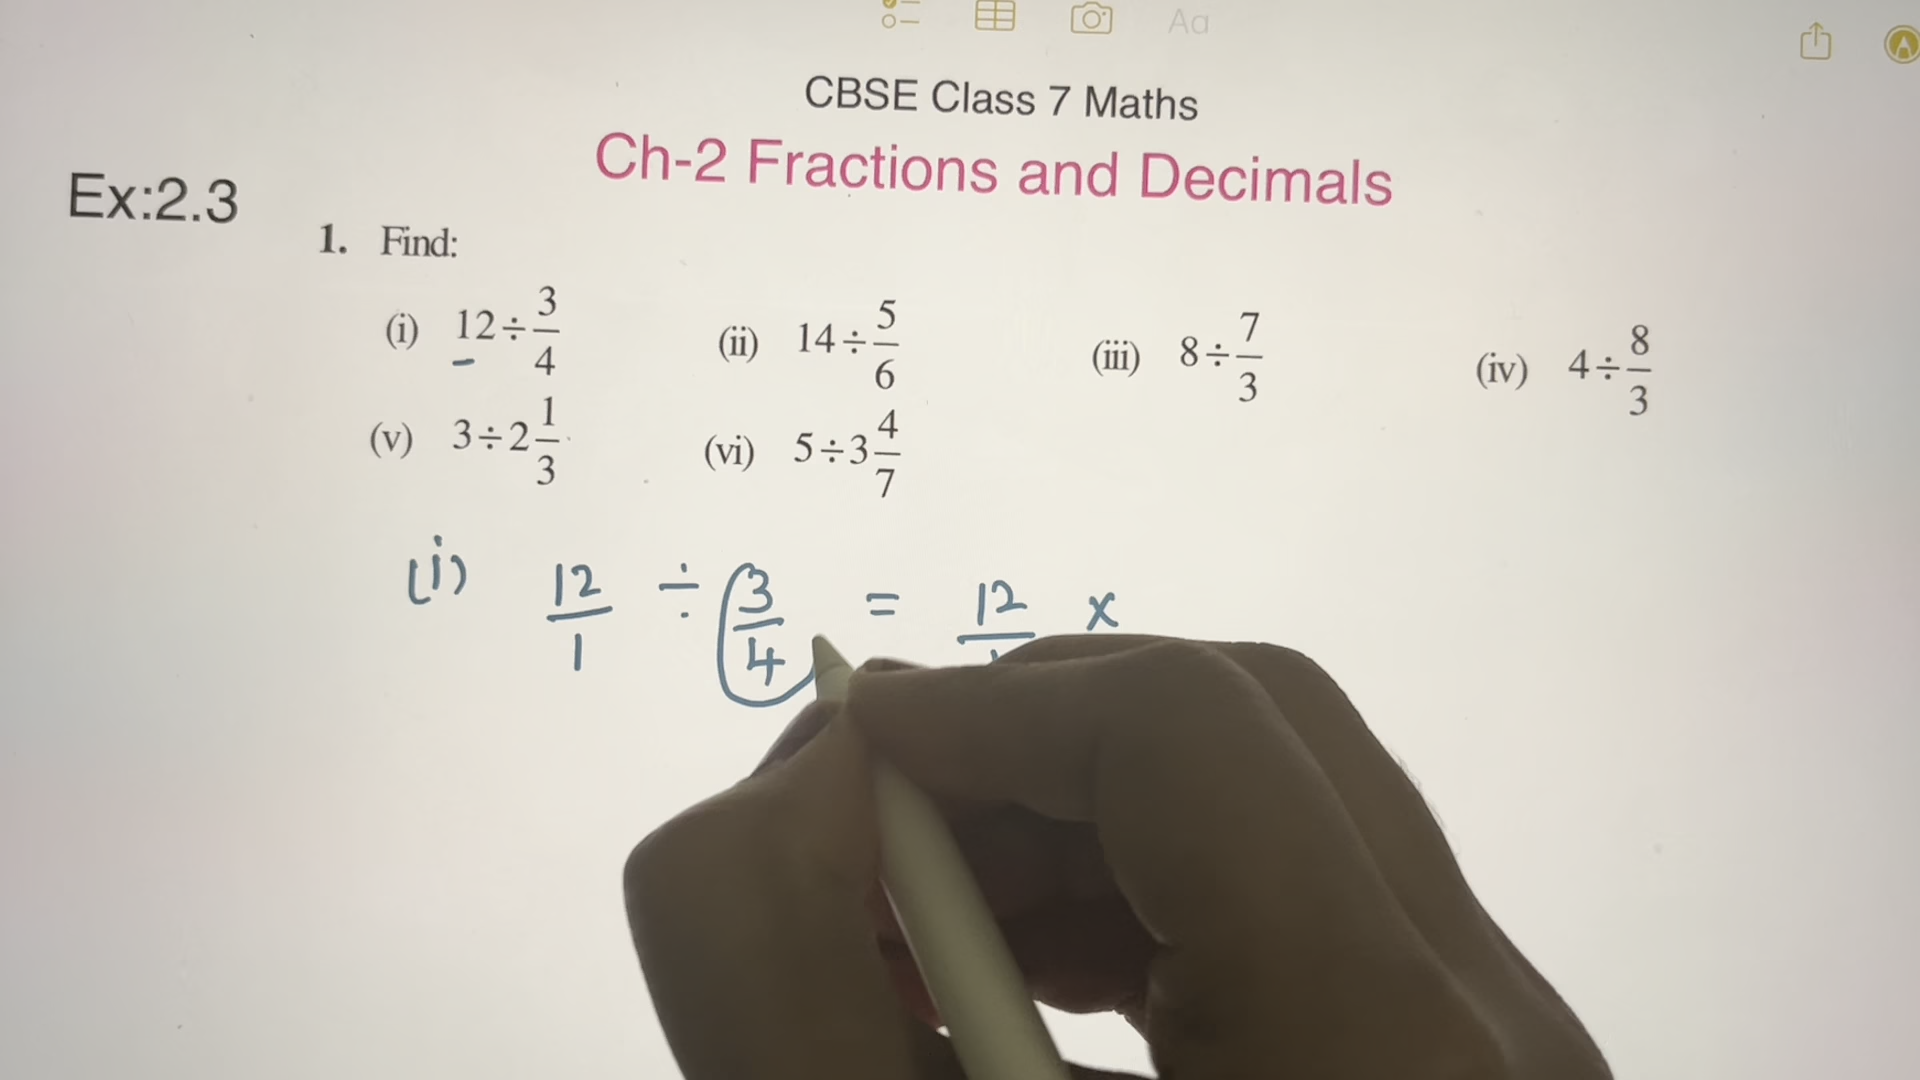 Aa
CBSE Class 7 Maths
Ch-2 Fractions and Decimals
Ex:2.3
1. Find:
(i) 12 ÷ 3/4 (ii) 14 ÷ 5/6 (iii) 8 ÷ 7/3 (iv) 4 ÷ 8/3
(v) 3 ÷ 2 1/3 (vi) 5 ÷ 3 4/7
(i) 12/1 ÷ 3/4 = 12/ x